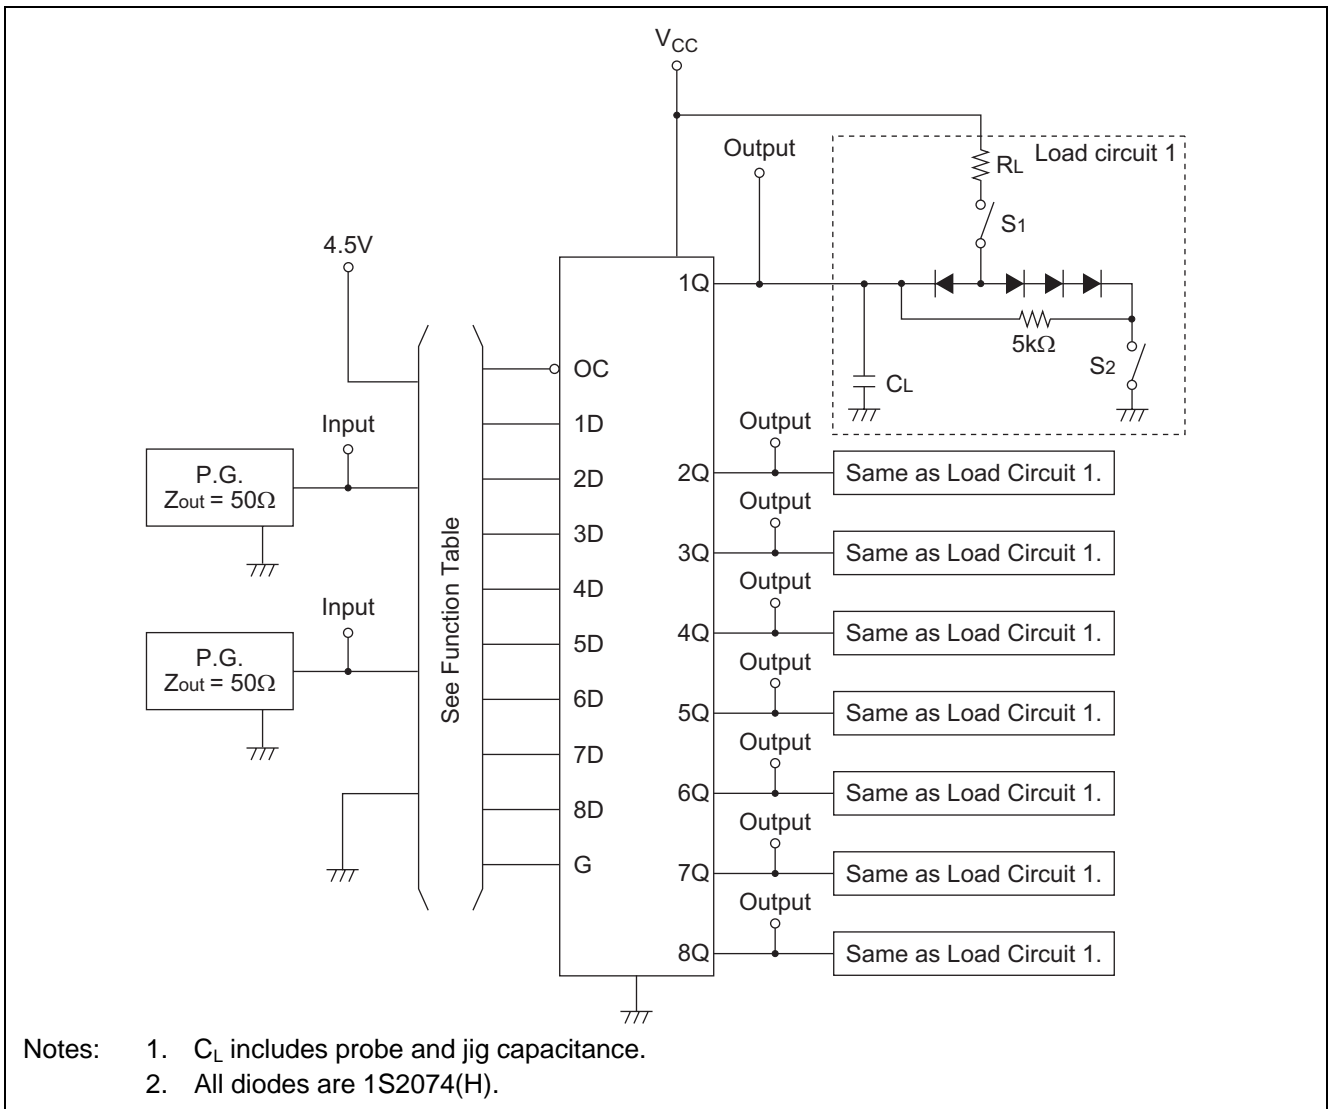 V_CC
Output
Load circuit 1
RL
S1
4.5V
1Q
5kΩ
S2
OC
CL
Output
Input
1D
P.G.
Zout = 50Ω
2D
2Q
Same as Load Circuit 1.
Output
3D
3Q
Same as Load Circuit 1.
See Function Table
Output
4D
Input
4Q
Same as Load Circuit 1.
5D
P.G.
Zout = 50Ω
Output
6D
5Q
Same as Load Circuit 1.
Output
7D
6Q
Same as Load Circuit 1.
8D
Output
G
7Q
Same as Load Circuit 1.
Output
8Q
Same as Load Circuit 1.
Notes: 1. C_L includes probe and jig capacitance.
2. All diodes are 1S2074(H).